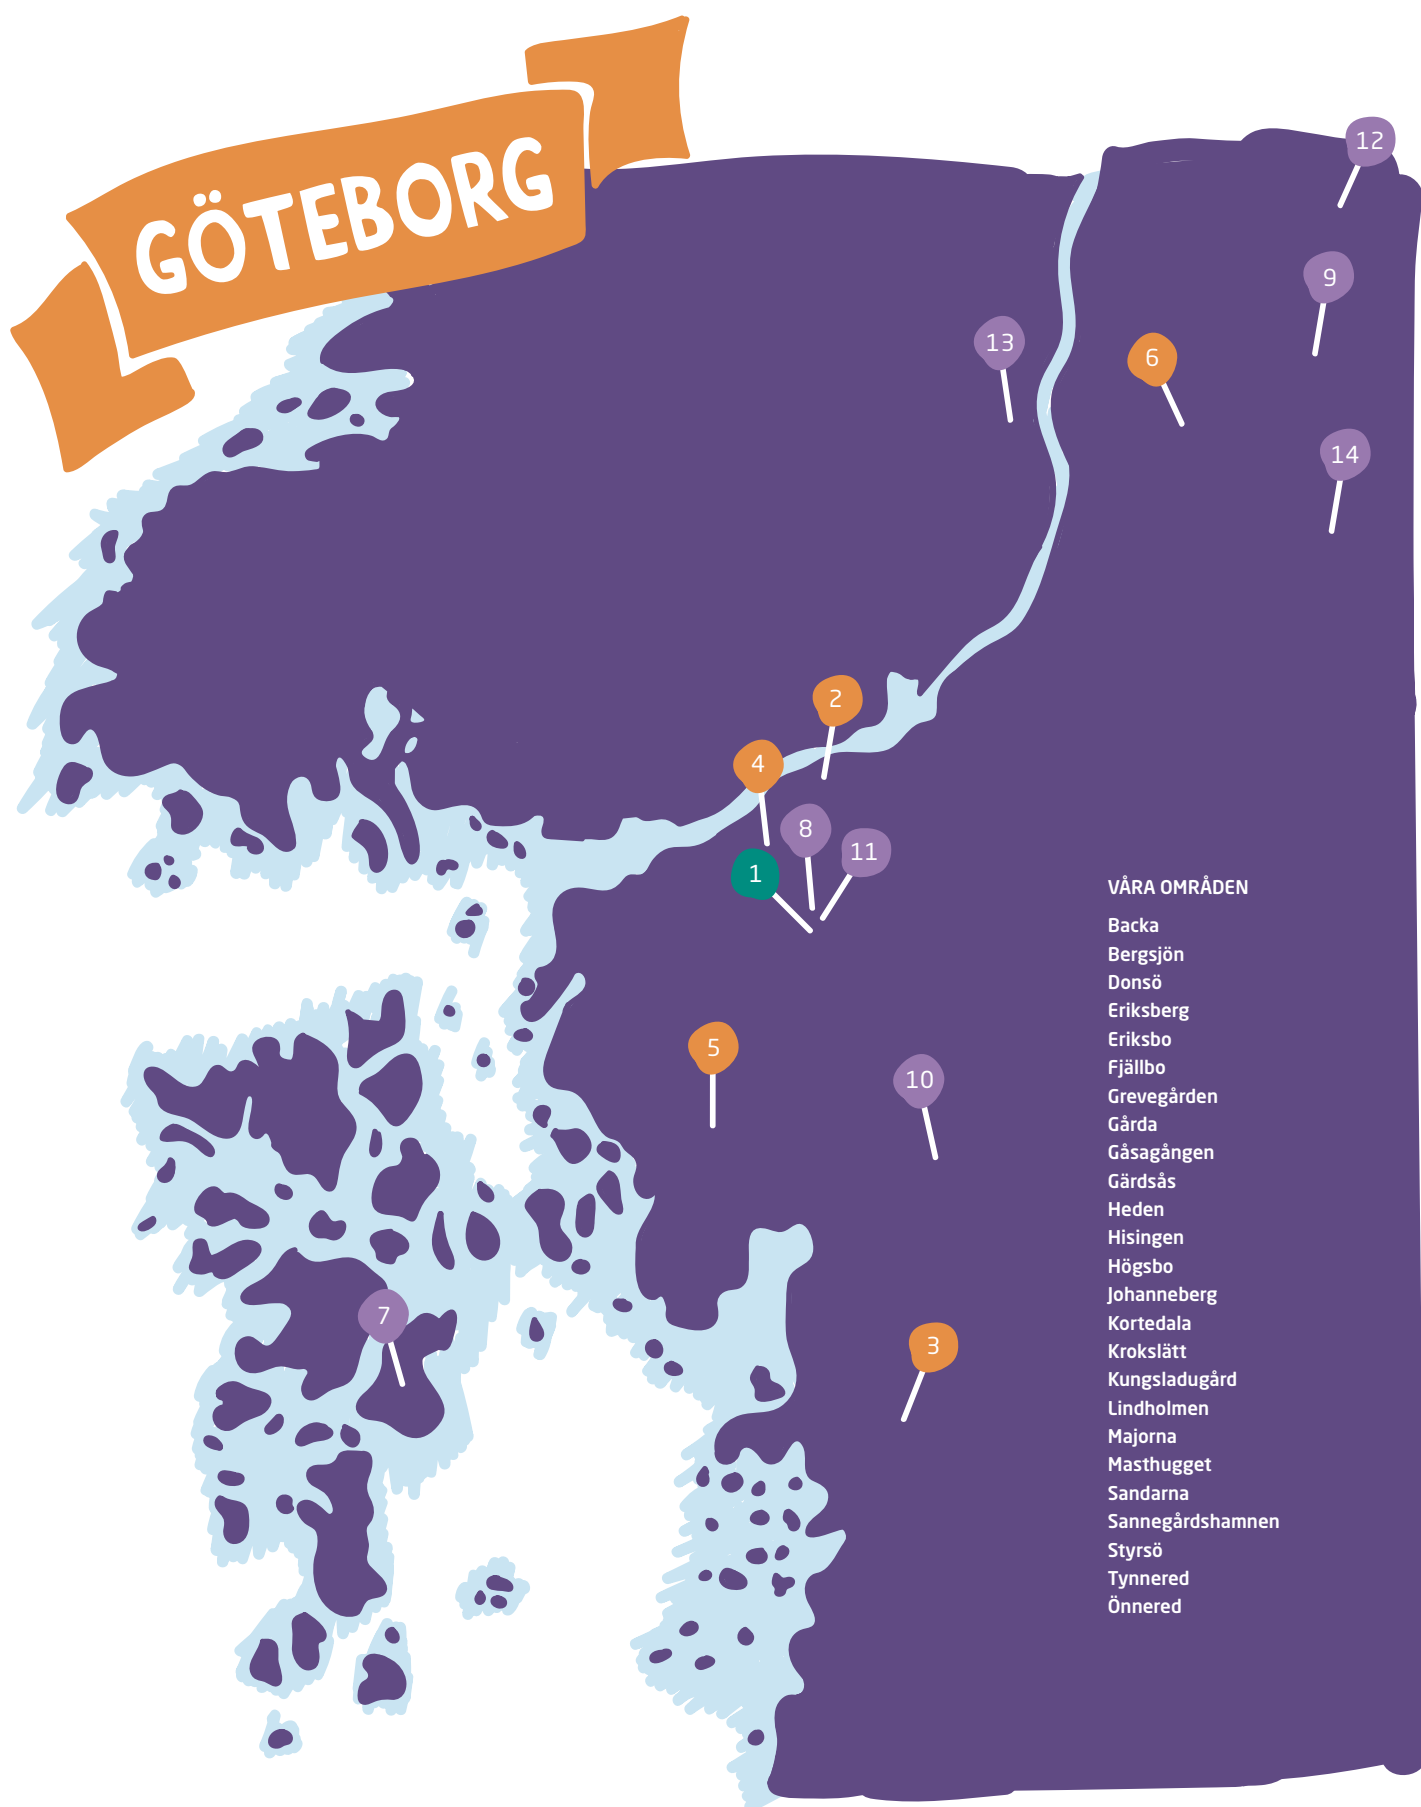 GÖTEBORG
12
9
13
6
14
2
4
8
11
1
5
10
7
3
VÅRA OMRÅDEN
Backa
Bergsjön
Donsö
Eriksberg
Eriksbo
Fjällbo
Grevegården
Gårda
Gåsagången
Gärdsås
Heden
Hisingen
Högsbo
Johanneberg
Kortedala
Krokslätt
Kungsladugård
Lindholmen
Majorna
Masthugget
Sandarna
Sannegårdshamnen
Styrsö
Tynnered
Önnered